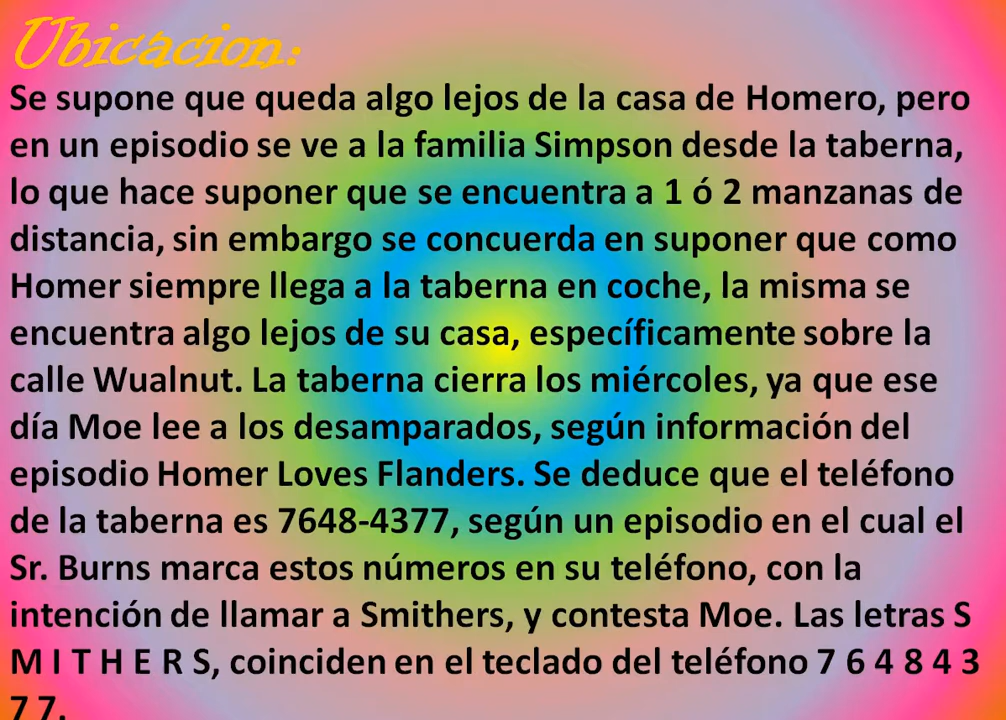 Ubicacion:
Se supone que queda algo lejos de la casa de Homero, pero
en un episodio se ve a la familia Simpson desde la taberna,
lo que hace suponer que se encuentra a 1 ó 2 manzanas de
distancia, sin embargo se concuerda en suponer que como
Homer siempre llega a la taberna en coche, la misma se
encuentra algo lejos de su casa, específicamente sobre la
calle Wualnut. La taberna cierra los miércoles, ya que ese
día Moe lee a los desamparados, según información del
episodio Homer Loves Flanders. Se deduce que el teléfono
de la taberna es 7648-4377, según un episodio en el cual el
Sr. Burns marca estos números en su teléfono, con la
intención de llamar a Smithers, y contesta Moe. Las letras S
M I T H E R S, coinciden en el teclado del teléfono 7 6 4 8 4 3
7 7.